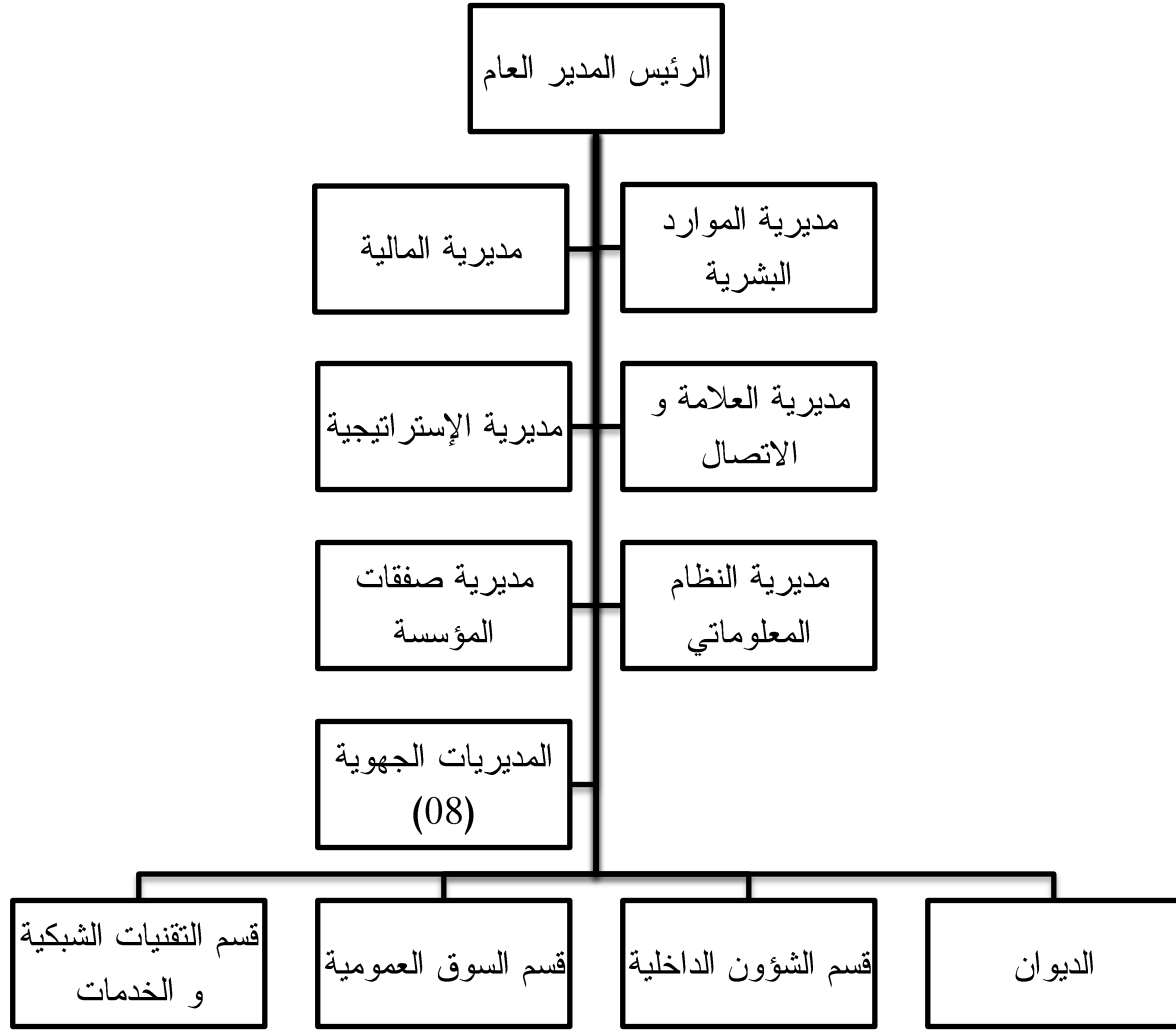 الرئيس المدير العام
مديرية الموارد
البشرية
مديرية المالية
مديرية العلامة و
الاتصال
مديرية الإستراتيجية
مديرية النظام
المعلوماتي
مديرية صفقات
المؤسسة
المديريات الجهوية
(08)
الديوان
قسم الشؤون الداخلية
قسم السوق العمومية
قسم التقنيات الشبكية
و الخدمات